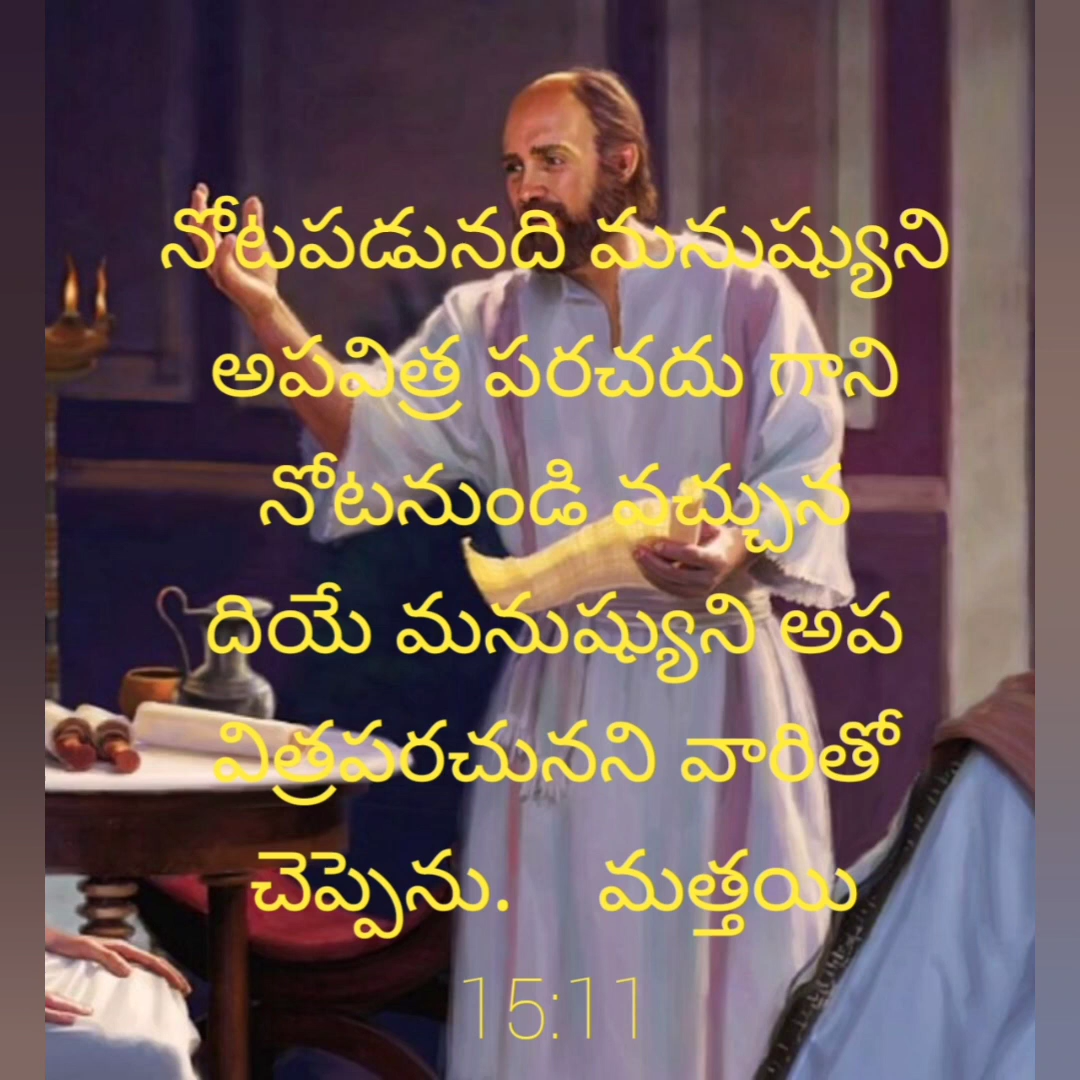 నోటపడునది మనుష్యుని
అపవిత్ర పరచదు గాని
నోటనుండి వచ్చున
దియే మనుష్యుని అప
విత్రపరచునని వారితో
చెప్పెను. మత్తయి
15:11